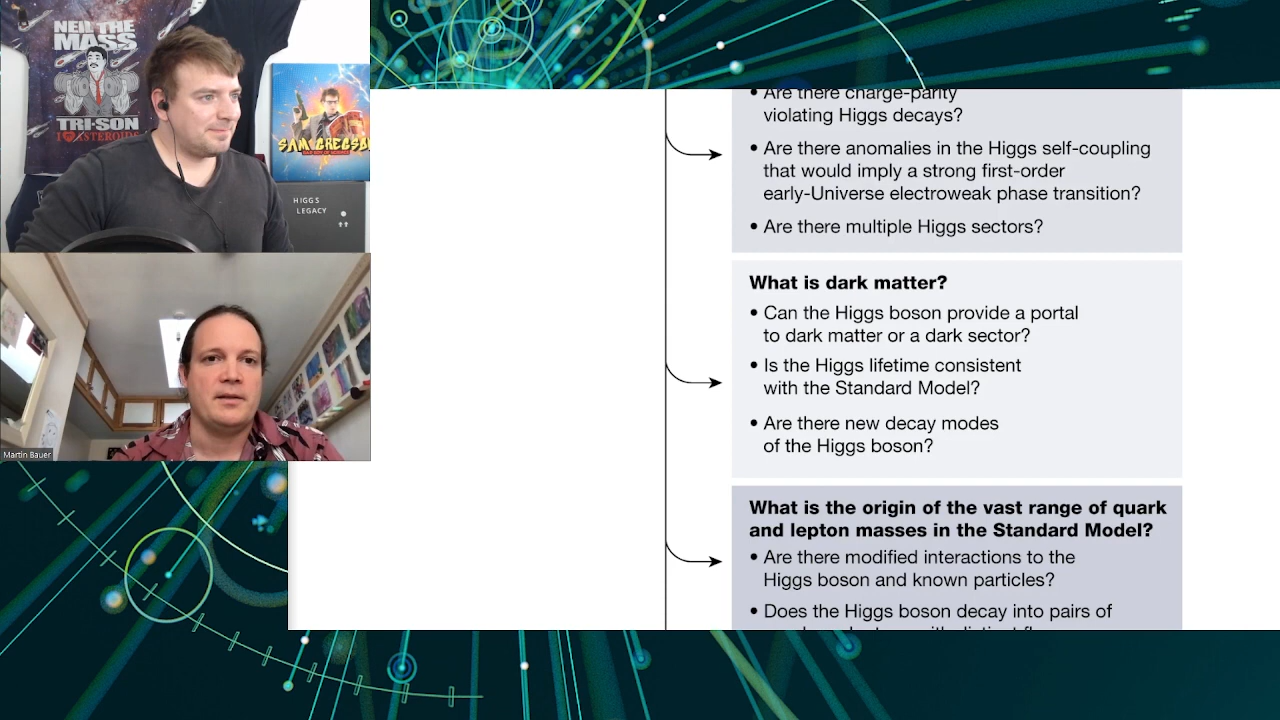 NEIL THE
MASS
TRI-SON
I ASTEROIDS
SAM GREGSON
HIGGS
LEGACY
Martin Bauer
• Are there charge-parity
violating Higgs decays?
• Are there anomalies in the Higgs self-coupling
that would imply a strong first-order
early-Universe electroweak phase transition?
• Are there multiple Higgs sectors?
What is dark matter?
• Can the Higgs boson provide a portal
to dark matter or a dark sector?
• Is the Higgs lifetime consistent
with the Standard Model?
• Are there new decay modes
of the Higgs boson?
What is the origin of the vast range of quark
and lepton masses in the Standard Model?
• Are there modified interactions to the
Higgs boson and known particles?
• Does the Higgs boson decay into pairs of